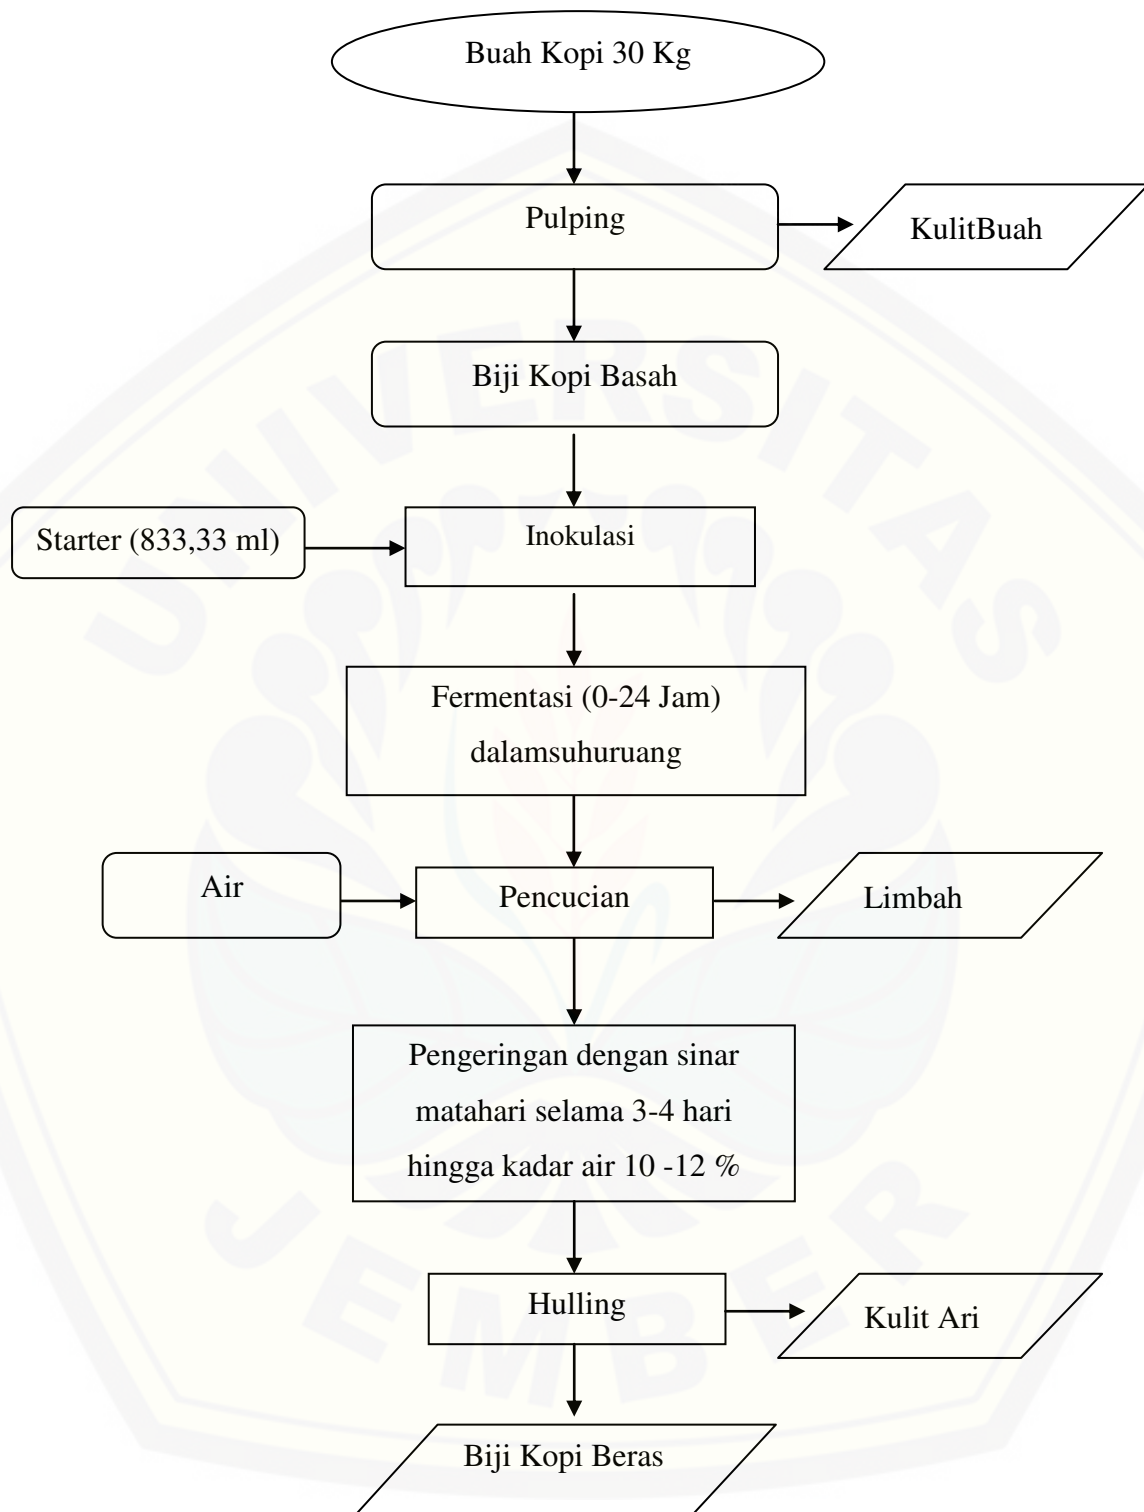 Buah Kopi 30 Kg
Pulping
KulitBuah
Biji Kopi Basah
Starter (833,33 ml)
Inokulasi
Fermentasi (0-24 Jam)
dalamsuhuruang
Air
Pencucian
Limbah
Pengeringan dengan sinar
matahari selama 3-4 hari
hingga kadar air 10 -12 %
Hulling
Kulit Ari
Biji Kopi Beras
UNIVERSITAS
JEMBER